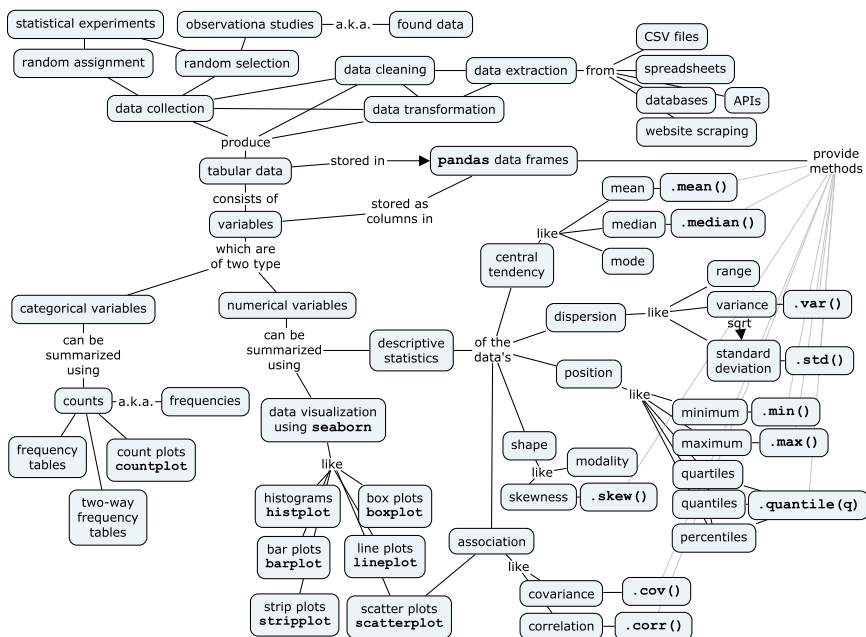 statistical experiments
observationa studies
a.k.a.
found data
random assignment
random selection
data cleaning
data extraction
from
CSV files
spreadsheets
databases
APIs
website scraping
data collection
data transformation
produce
tabular data
stored in
pandas data frames
provide
methods
consists of
stored as
columns in
variables
which are
of two type
mean
.mean()
median
.median()
mode
like
central
tendency
categorical variables
numerical variables
can be
summarized
using
can be
summarized
using
descriptive
statistics
of the
data's
dispersion
like
range
variance
.var()
sqrt
standard
deviation
.std()
position
like
minimum
.min()
maximum
.max()
quartiles
quantiles
.quantile(q)
percentiles
counts
a.k.a.
frequencies
frequency
tables
count plots
countplot
two-way
frequency
tables
data visualization
using seaborn
like
histograms
histplot
box plots
boxplot
bar plots
barplot
line plots
lineplot
strip plots
stripplot
scatter plots
scatterplot
shape
like
modality
skewness
.skew()
association
like
covariance
.cov()
correlation
.corr()